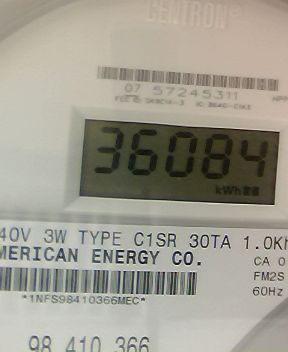 CENTRON®
07 57245311
36084
kWh
40V 3W TYPE C1SR 30TA 1.0Kh
MERICAN ENERGY CO.
CA 0
FM2S
60Hz
*1NFS98410366MEC*
98 410 366